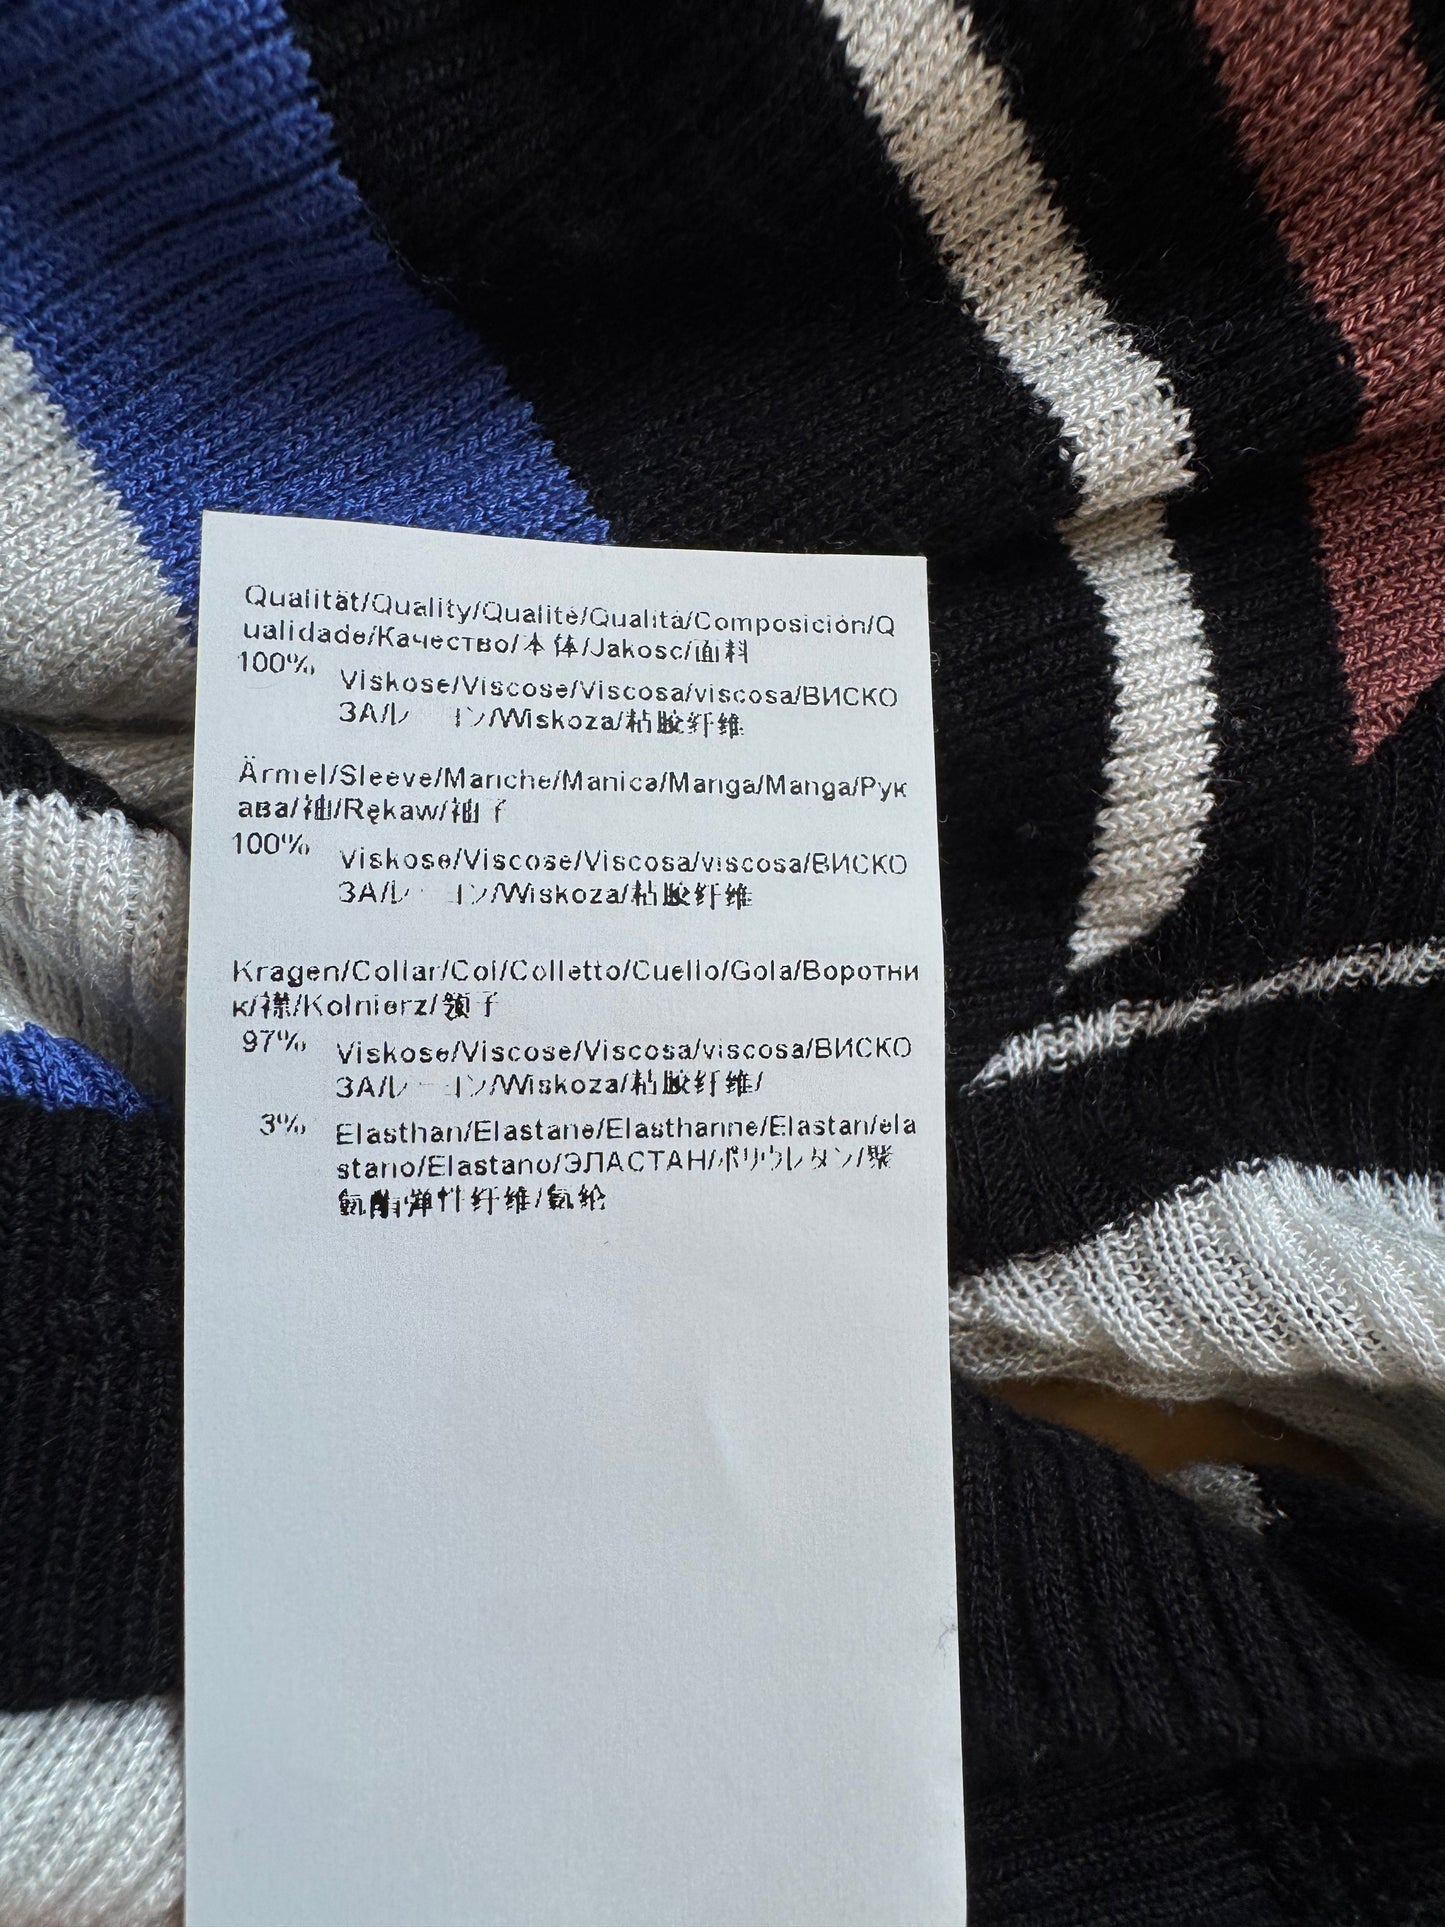 Qualität/Quality/Qualité/Qualità/Composición/Q
ualidade/Качество/本体/Jakosc/面料
100% Viskose/Viscose/Viscosa/viscosa/ВИСКО
ЗА/レーヨン/Wiskoza/粘胶纤维
Ärmel/Sleeve/Manche/Manica/Manga/Manga/Рук
ава/袖/Rękaw/袖子
100% Viskose/Viscose/Viscosa/viscosa/ВИСКО
ЗА/レーヨン/Wiskoza/粘胶纤维
Kragen/Collar/Col/Colletto/Cuello/Gola/Воротни
к/襟/Kolnierz/领子
97% Viskose/Viscose/Viscosa/viscosa/ВИСКО
ЗА/レーヨン/Wiskoza/粘胶纤维/
3% Elasthan/Elastane/Elasthanne/Elastan/ela
stano/Elastano/ЭЛАСТАН/ポリウレタン/聚
氨酯弹性纤维/氨纶